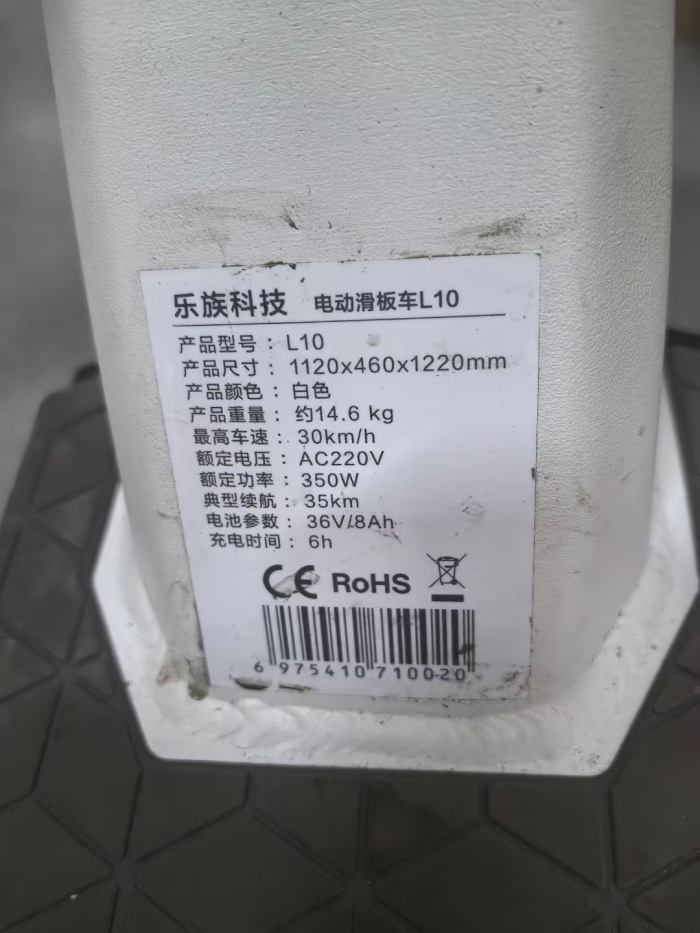 乐族科技 电动滑板车L10
产品型号：L10
产品尺寸：1120x460x1220mm
产品颜色：白色
产品重量：约14.6 kg
最高车速：30km/h
额定电压：AC220V
额定功率：350W
典型续航：35km
电池参数：36V/8Ah
充电时间：6h
CE RoHS
6 975410 710020